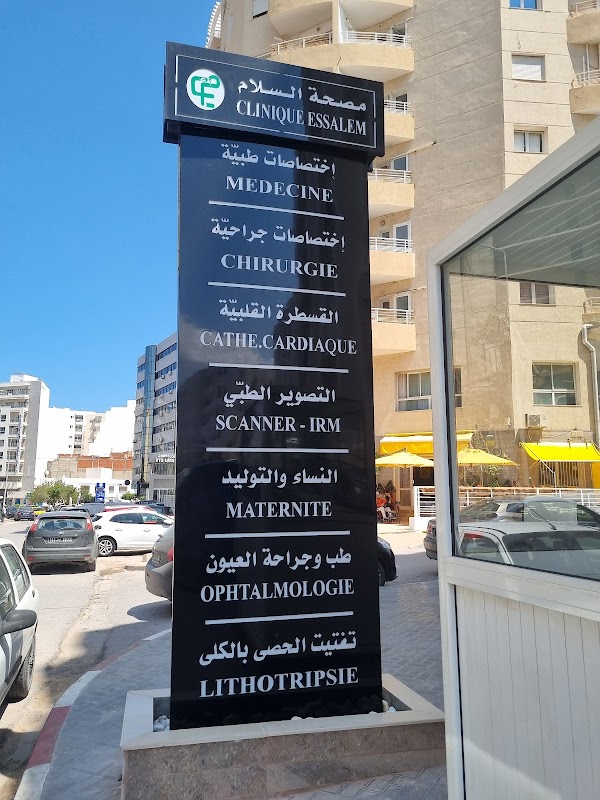 مصحة السلام
CLINIQUE ESSALEM
إختصاصات طبيّة
MEDECINE
إختصاصات جراحيّة
CHIRURGIE
القسطرة القلبيّة
CATHE.CARDIAQUE
التصوير الطبّي
SCANNER - IRM
النساء والتوليد
MATERNITE
طب وجراحة العيون
OPHTALMOLOGIE
تفتيت الحصى بالكلى
LITHOTRIPSIE